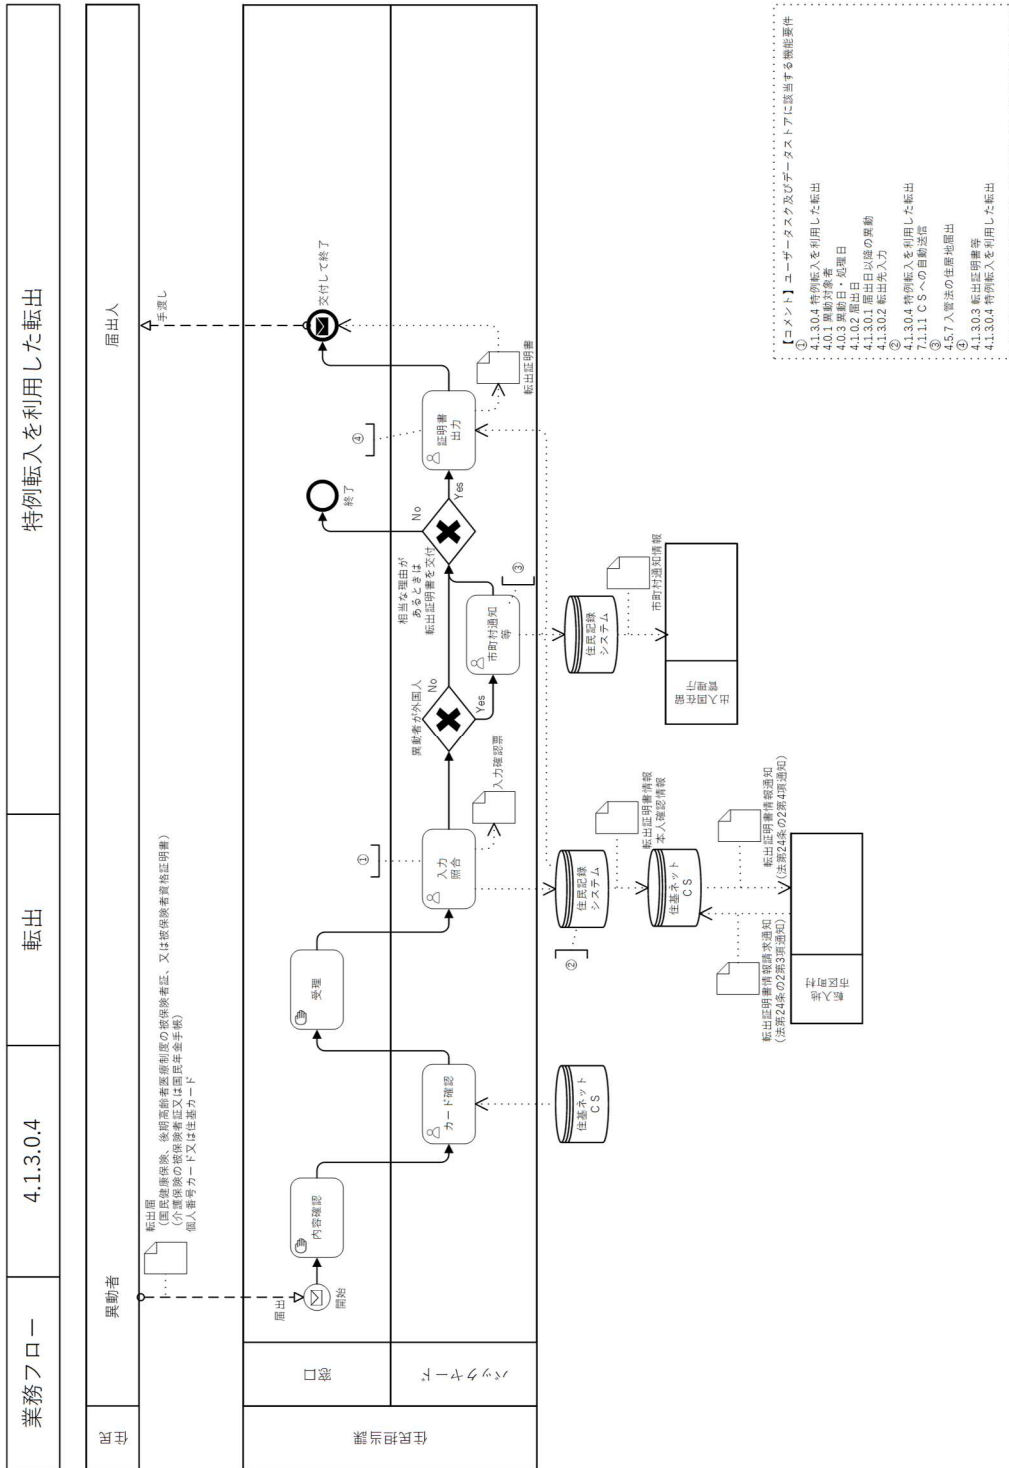 業務フロー
4.1.3.0.4
転出
特例転入を利用した転出
住民
異動者
届出人
転出届
(国民健康保険、後期高齢者医療制度の被保険者証、又は被保険者資格証明書)
(介護保険の被保険者証又は国民年金手帳)
個人番号カード又は住基カード
手渡し
住民担当課
窓口
バックヤード
届出
開始
内容確認
カード確認
受理
①
入力
照合
入力確認票
異動者が外国人
No
Yes
市町村通知
等
③
相当な理由が
あるときは
転出証明書を交付
No
Yes
終了
④
証明書
出力
転出証明書
交付して終了
住基ネット
CS
②
住民記録
システム
転出証明書情報
本人確認情報
住基ネット
CS
転出証明書情報請求通知
(法第24条の2第3項通知)
転出証明書情報通知
(法第24条の2第4項通知)
転入先
市区町村
住民記録
システム
市町村通知情報
出入国在留
管理庁
【コメント】ユーザータスク及びデータストアに該当する機能要件
①
4.1.3.0.4 特例転入を利用した転出
4.0.1 異動対象者
4.0.3 異動日・処理日
4.1.0.2 届出日
4.1.3.0.1 届出日以降の異動
4.1.3.0.2 転出先入力
②
4.1.3.0.4 特例転入を利用した転出
7.1.1.1 CSへの自動送信
③
4.5.7 入管法の住居地届出
④
4.1.3.0.3 転出証明書等
4.1.3.0.4 特例転入を利用した転出